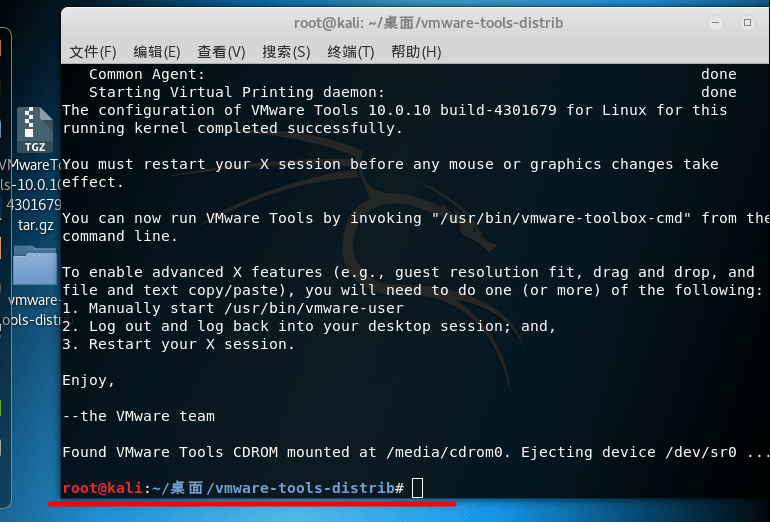 root@kali: ~/桌面/vmware-tools-distrib
文件(F) 编辑(E) 查看(V) 搜索(S) 终端(T) 帮助(H)
TGZ
VMwareTo
ls-10.0.10
4301679
tar.gz
vmware-
ools-distri
Common Agent: done
Starting Virtual Printing daemon: done
The configuration of VMware Tools 10.0.10 build-4301679 for Linux for this
running kernel completed successfully.
You must restart your X session before any mouse or graphics changes take
effect.
You can now run VMware Tools by invoking "/usr/bin/vmware-toolbox-cmd" from the
command line.
To enable advanced X features (e.g., guest resolution fit, drag and drop, and
file and text copy/paste), you will need to do one (or more) of the following:
1. Manually start /usr/bin/vmware-user
2. Log out and log back into your desktop session; and,
3. Restart your X session.
Enjoy,
--the VMware team
Found VMware Tools CDROM mounted at /media/cdrom0. Ejecting device /dev/sr0 ...
root@kali:~/桌面/vmware-tools-distrib#